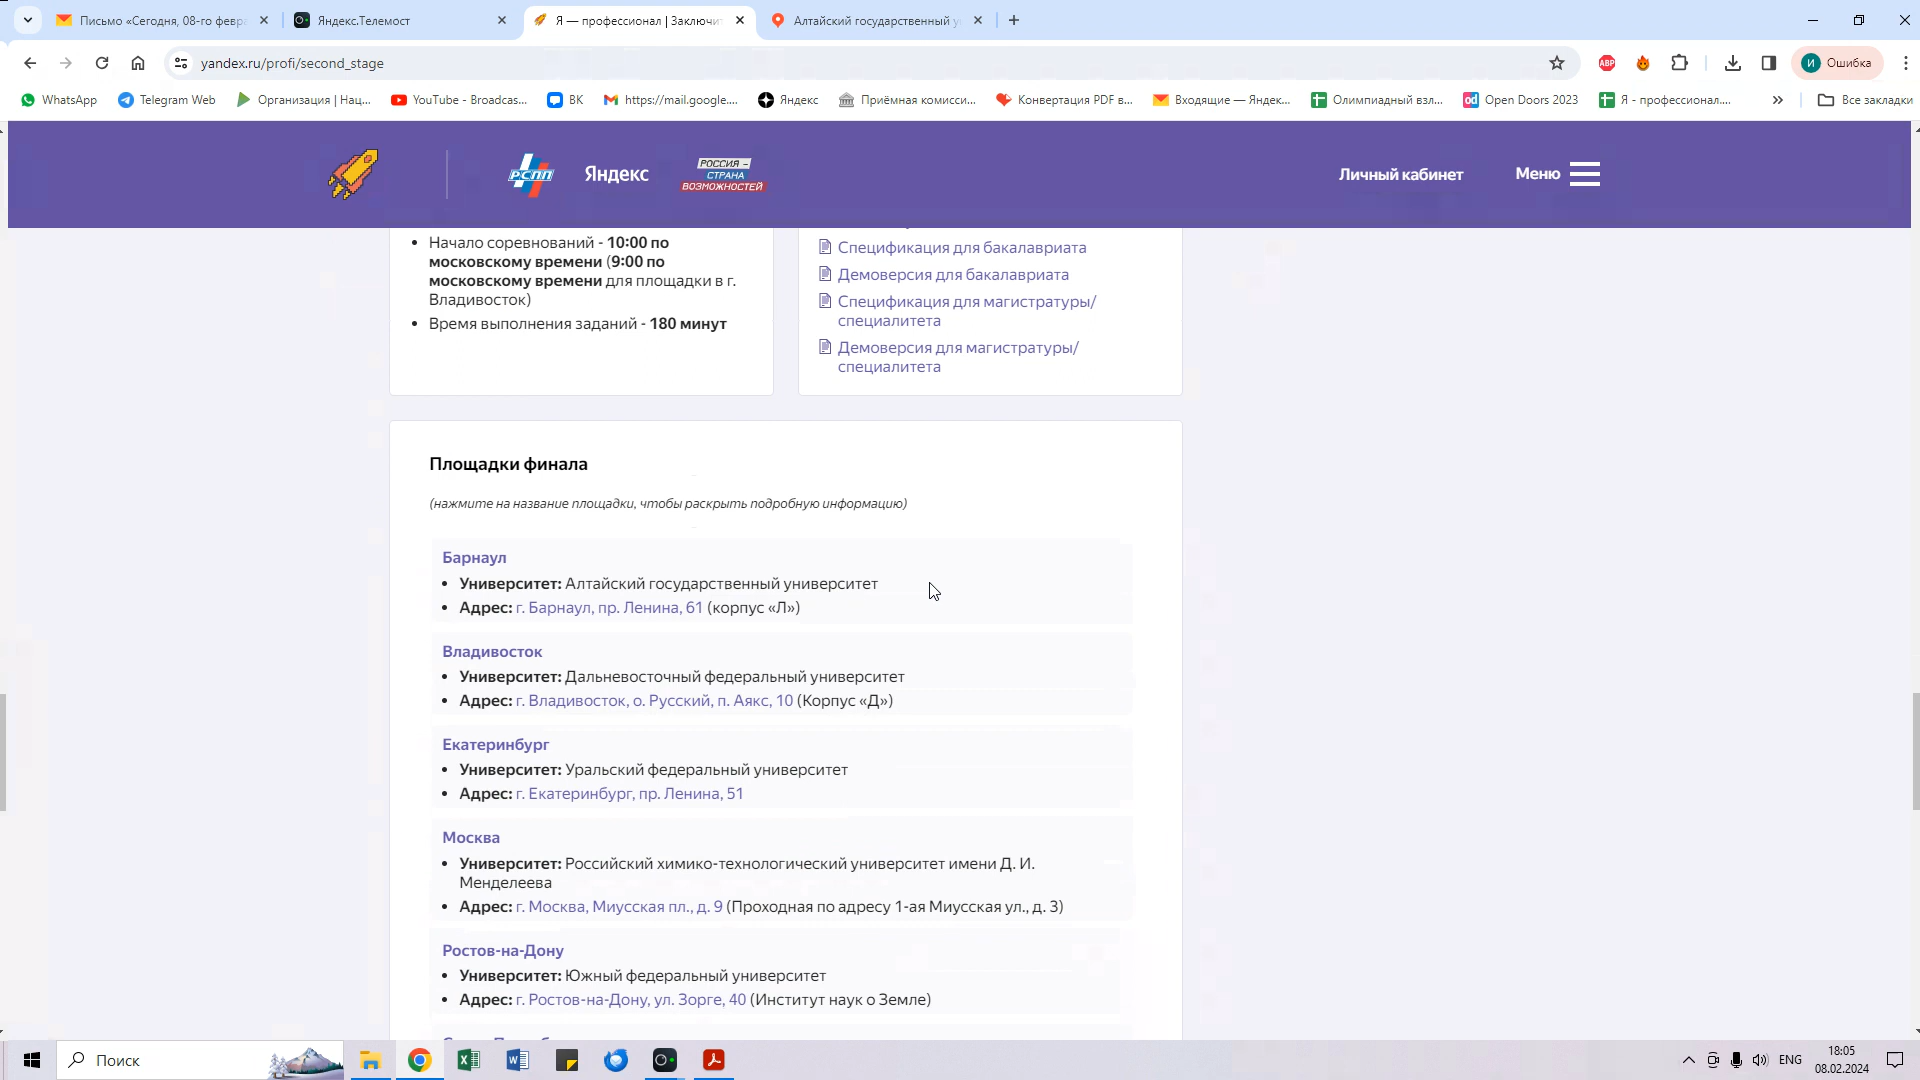 Письмо «Сегодня, 08-го февра
Яндекс.Телемост
Я — профессионал | Заключит
Алтайский государственный у
yandex.ru/profi/second_stage
ABP
И
Ошибка
WhatsApp
Telegram Web
Организация | Нац...
YouTube - Broadcas...
ВК
https://mail.google....
Яндекс
Приёмная комисси...
Конвертация PDF в...
Входящие — Яндек...
Олимпиадный взл...
od
Open Doors 2023
Я - профессионал....
Все закладки
РСПП
Яндекс
РОССИЯ –
СТРАНА
ВОЗМОЖНОСТЕЙ
Личный кабинет
Меню
Начало соревнований - 10:00 по
московскому времени (9:00 по
московскому времени для площадки в г.
Владивосток)
Время выполнения заданий - 180 минут
Спецификация для бакалавриата
Демоверсия для бакалавриата
Спецификация для магистратуры/
специалитета
Демоверсия для магистратуры/
специалитета
Площадки финала
(нажмите на название площадки, чтобы раскрыть подробную информацию)
Барнаул
Университет: Алтайский государственный университет
Адрес: г. Барнаул, пр. Ленина, 61 (корпус «Л»)
Владивосток
Университет: Дальневосточный федеральный университет
Адрес: г. Владивосток, о. Русский, п. Аякс, 10 (Корпус «Д»)
Екатеринбург
Университет: Уральский федеральный университет
Адрес: г. Екатеринбург, пр. Ленина, 51
Москва
Университет: Российский химико-технологический университет имени Д. И.
Менделеева
Адрес: г. Москва, Миусская пл., д. 9 (Проходная по адресу 1-ая Миусская ул., д. 3)
Ростов-на-Дону
Университет: Южный федеральный университет
Адрес: г. Ростов-на-Дону, ул. Зорге, 40 (Институт наук о Земле)
Поиск
ENG
18:05
08.02.2024